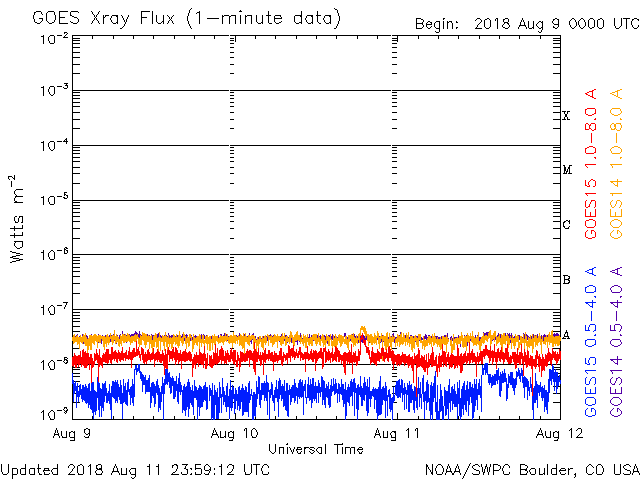 GOES Xray Flux (1-minute data)
Begin: 2018 Aug 9 0000 UTC
Watts m⁻²
10⁻²
10⁻³
10⁻⁴
10⁻⁵
10⁻⁶
10⁻⁷
10⁻⁸
10⁻⁹
X
M
C
B
A
GOES15 1.0-8.0 A
GOES14 1.0-8.0 A
GOES15 0.5-4.0 A
GOES14 0.5-4.0 A
Aug 9 Aug 10 Aug 11 Aug 12
Universal Time
Updated 2018 Aug 11 23:59:12 UTC
NOAA/SWPC Boulder, CO USA